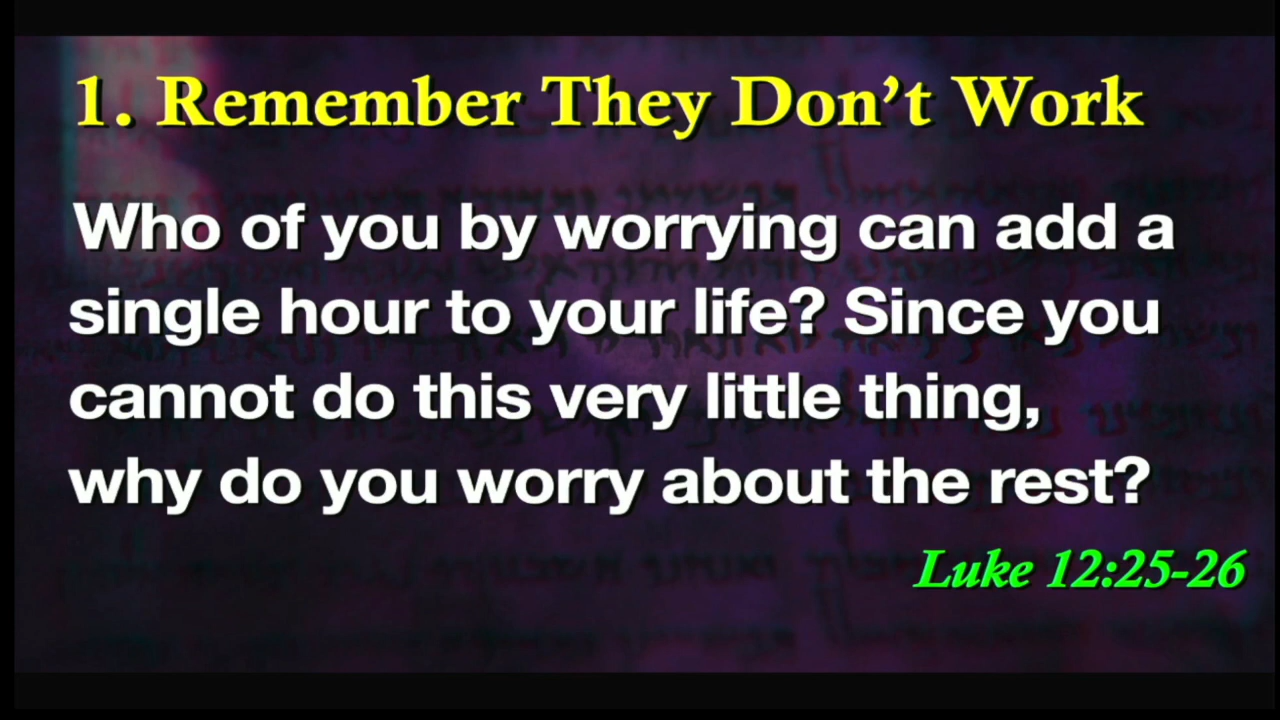 1. Remember They Don’t Work
Who of you by worrying can add a
single hour to your life? Since you
cannot do this very little thing,
why do you worry about the rest?
Luke 12:25-26